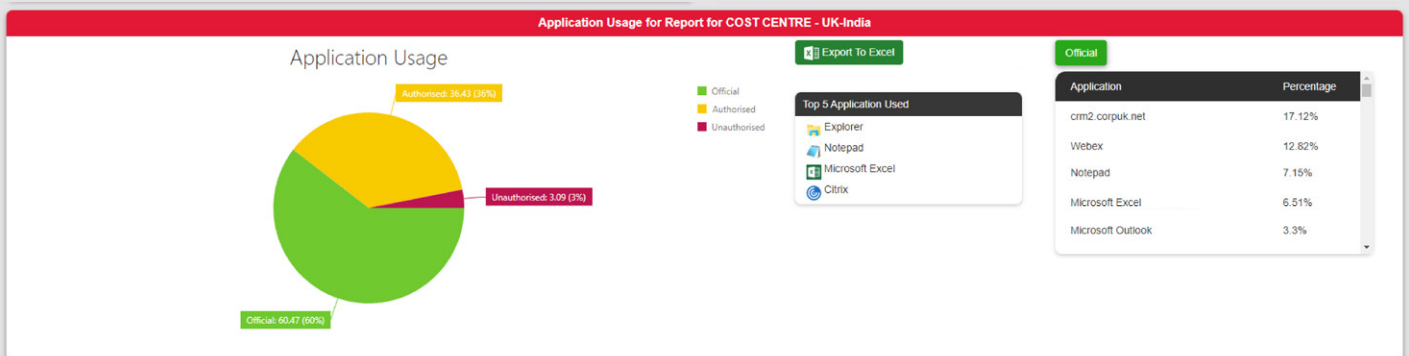 Application Usage for Report for COST CENTRE - UK-India
Application Usage
Authorised: 36.43 (36%)
Unauthorised: 3.09 (3%)
Official: 60.47 (60%)
Official
Authorised
Unauthorised
Export To Excel
Top 5 Application Used
Explorer
Notepad
Microsoft Excel
Citrix
Official
Application Percentage
crm2.corpuk.net 17.12%
Webex 12.82%
Notepad 7.15%
Microsoft Excel 6.51%
Microsoft Outlook 3.3%